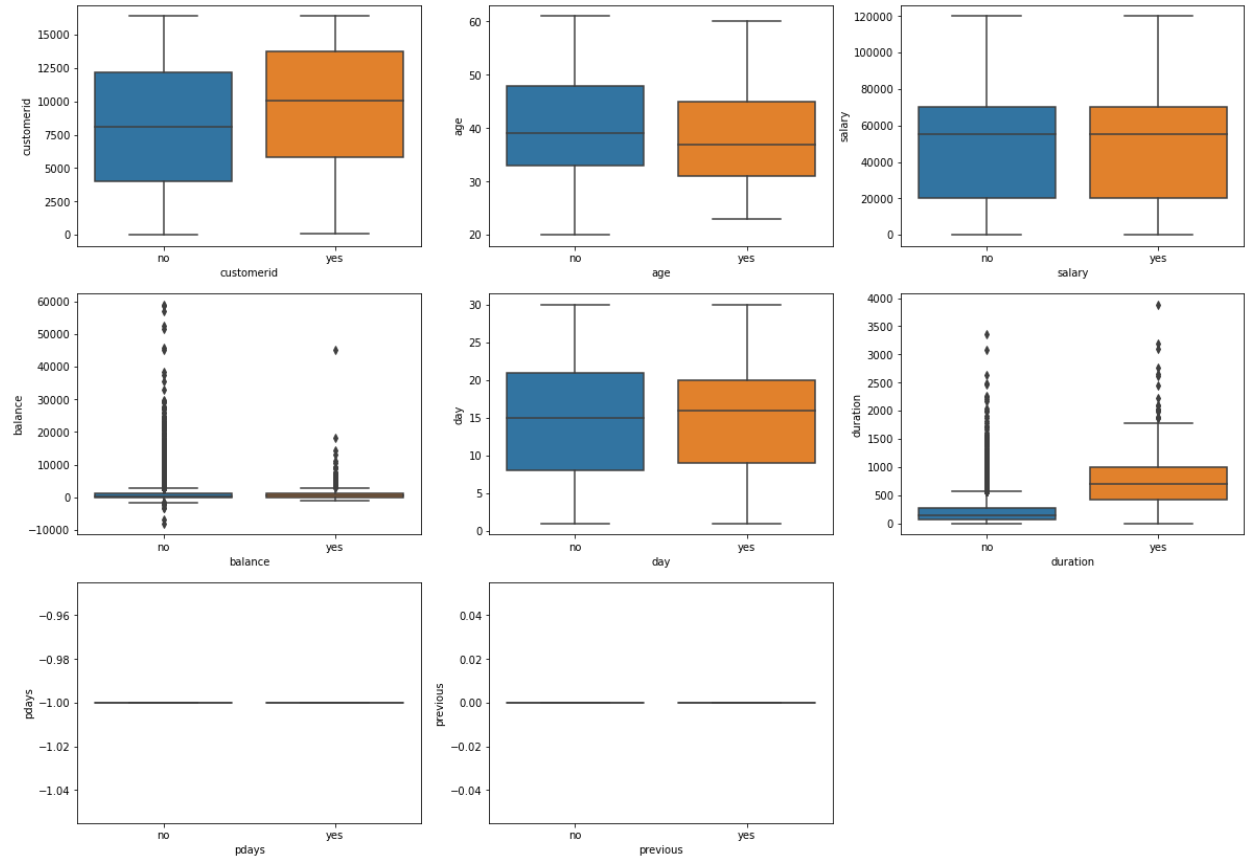 15000
12500
10000
7500
5000
2500
0
customerid
no yes
customerid
60
50
40
30
20
age
no yes
age
120000
100000
80000
60000
40000
20000
0
salary
no yes
salary
60000
50000
40000
30000
20000
10000
0
−10000
balance
no yes
balance
30
25
20
15
10
5
0
day
no yes
day
4000
3500
3000
2500
2000
1500
1000
500
0
duration
no yes
duration
−0.96
−0.98
−1.00
−1.02
−1.04
pdays
no yes
pdays
0.04
0.02
0.00
−0.02
−0.04
previous
no yes
previous